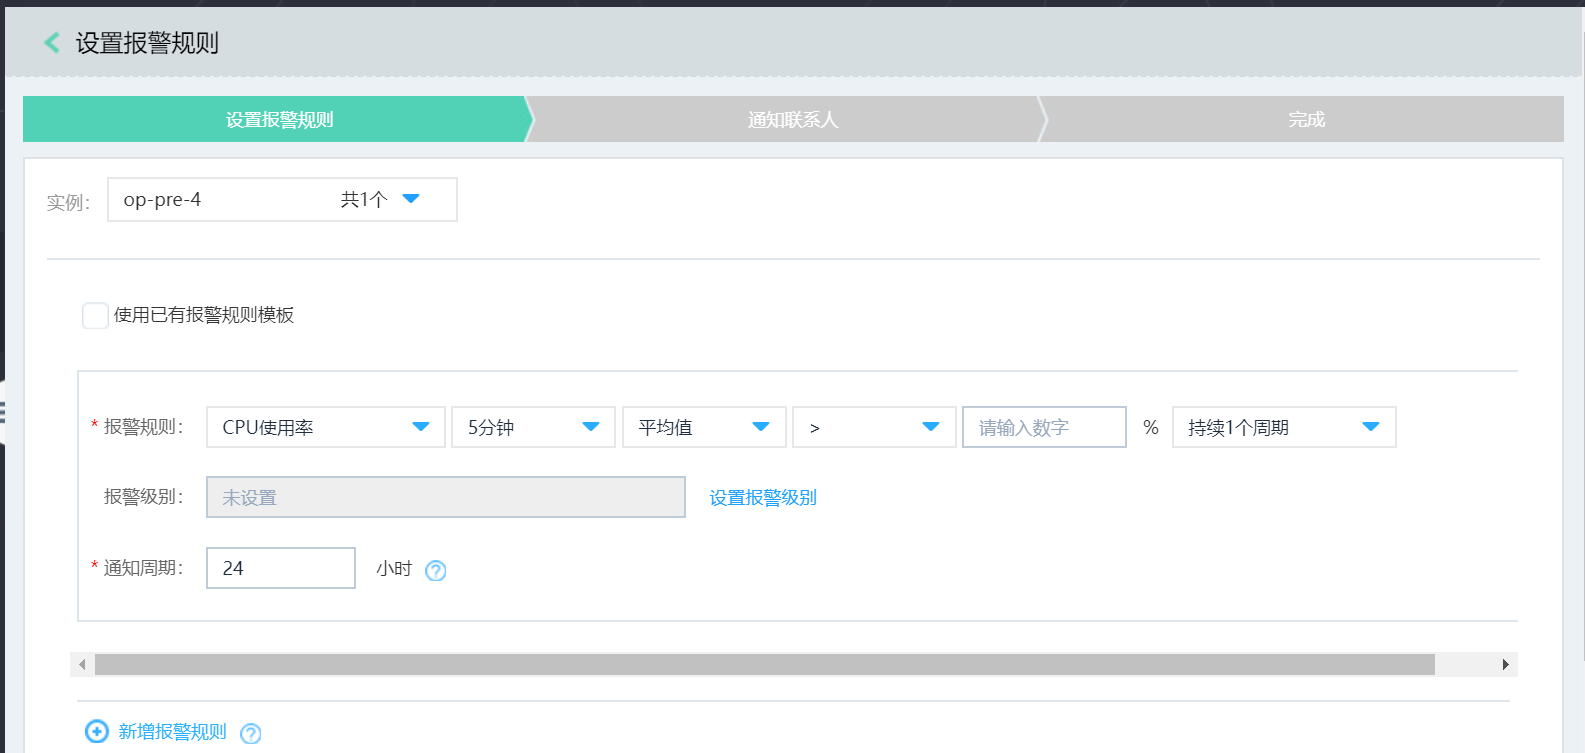 设置报警规则
设置报警规则 通知联系人 完成
实例： op-pre-4 共1个
使用已有报警规则模板
* 报警规则： CPU使用率 5分钟 平均值 > 请输入数字 % 持续1个周期
报警级别： 未设置 设置报警级别
* 通知周期： 24 小时 ?
新增报警规则 ?